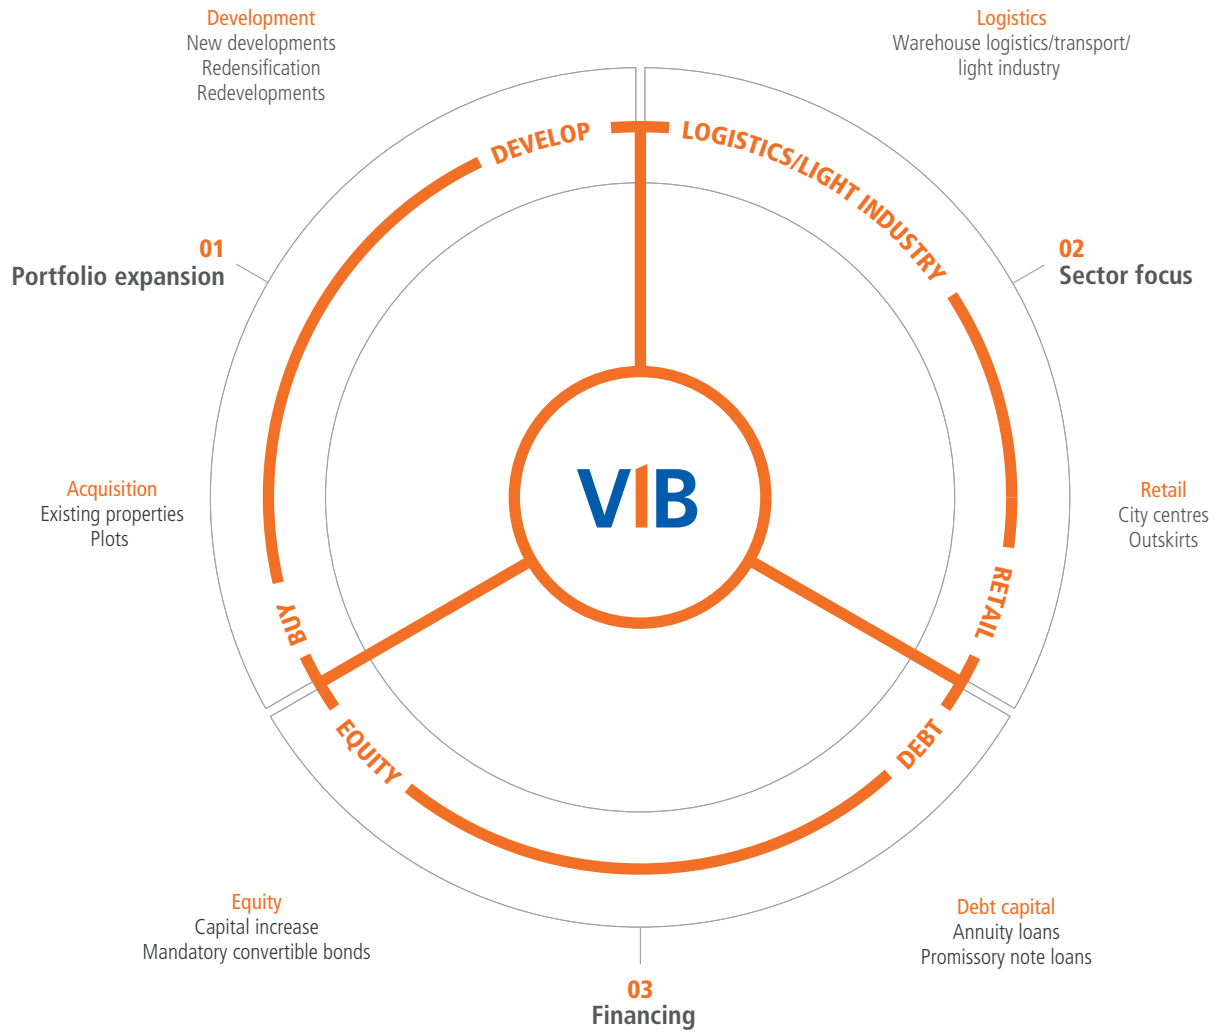 Development
New developments
Redensification
Redevelopments
Logistics
Warehouse logistics/transport/
light industry
DEVELOP
LOGISTICS/LIGHT INDUSTRY
01
Portfolio expansion
02
Sector focus
VIB
Acquisition
Existing properties
Plots
Retail
City centres
Outskirts
BUY
RETAIL
EQUITY
DEBT
Equity
Capital increase
Mandatory convertible bonds
Debt capital
Annuity loans
Promissory note loans
03
Financing